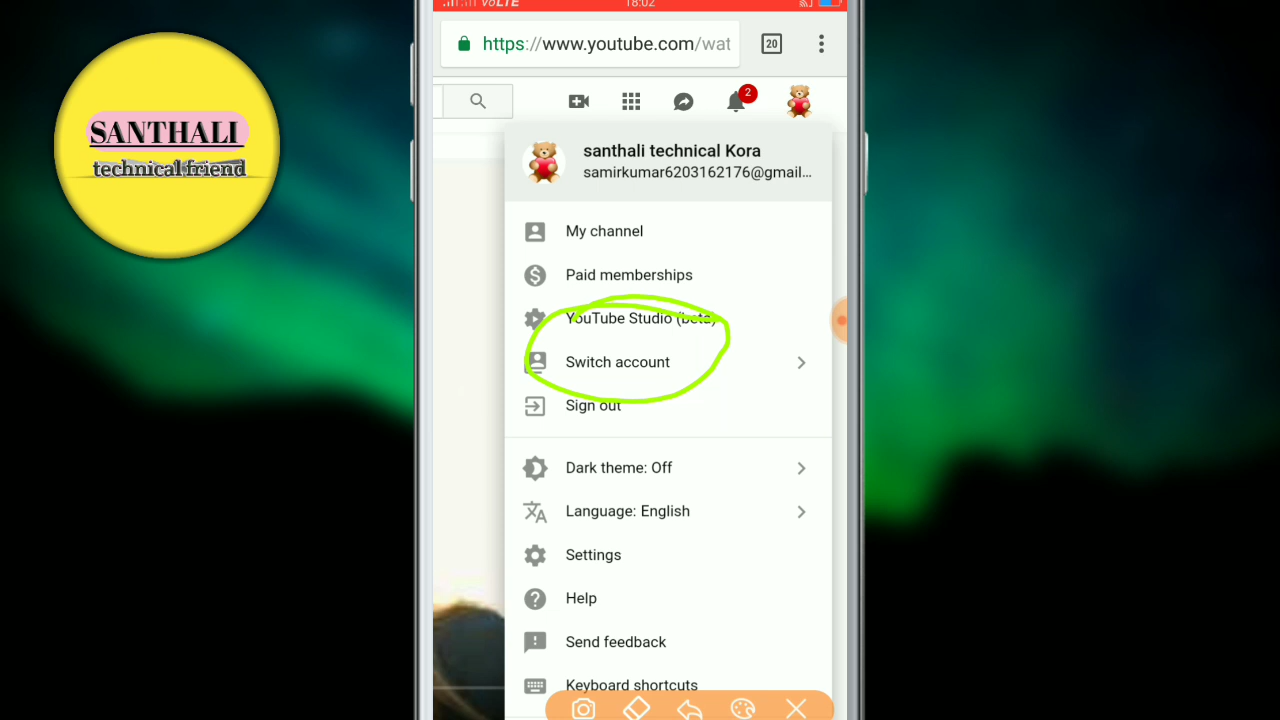 VoLTE
18:02
https://www.youtube.com/wat
20
2
SANTHALI
technical friend
santhali technical Kora
samirkumar6203162176@gmail...
My channel
Paid memberships
YouTube Studio (beta)
Switch account
Sign out
Dark theme: Off
Language: English
Settings
Help
Send feedback
Keyboard shortcuts